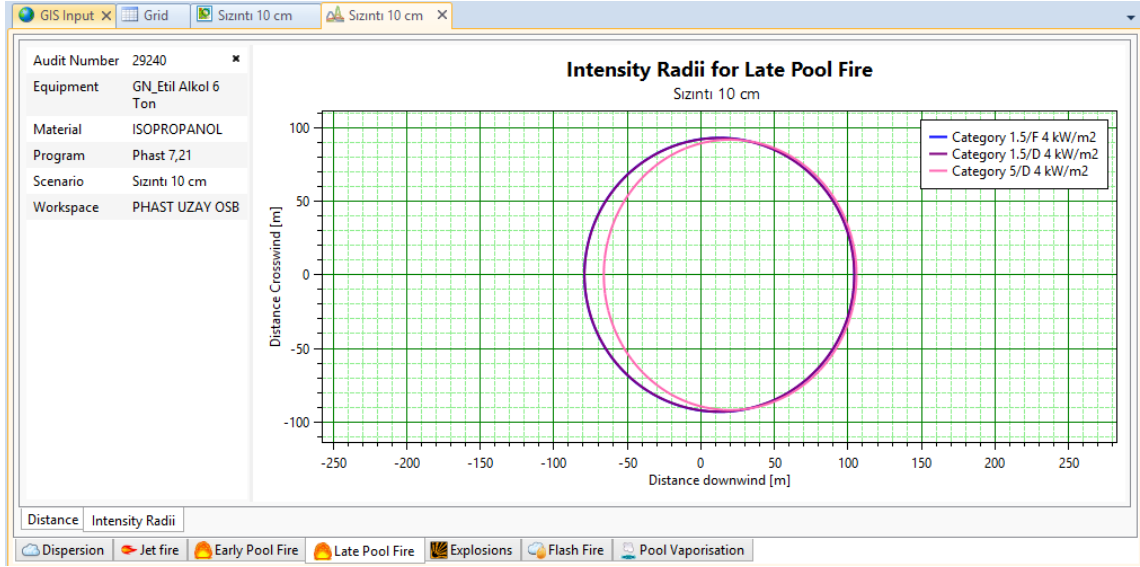 GIS Input
Grid
Sızıntı 10 cm
Sızıntı 10 cm
Audit Number 29240
Equipment GN_Etil Alkol 6
Ton
Material ISOPROPANOL
Program Phast 7,21
Scenario Sızıntı 10 cm
Workspace PHAST UZAY OSB
Intensity Radii for Late Pool Fire
Sızıntı 10 cm
Category 1.5/F 4 kW/m2
Category 1.5/D 4 kW/m2
Category 5/D 4 kW/m2
Distance Crosswind [m]
100
50
0
-50
-100
-250 -200 -150 -100 -50 0 50 100 150 200 250
Distance downwind [m]
Distance Intensity Radii
Dispersion Jet fire Early Pool Fire Late Pool Fire Explosions Flash Fire Pool Vaporisation